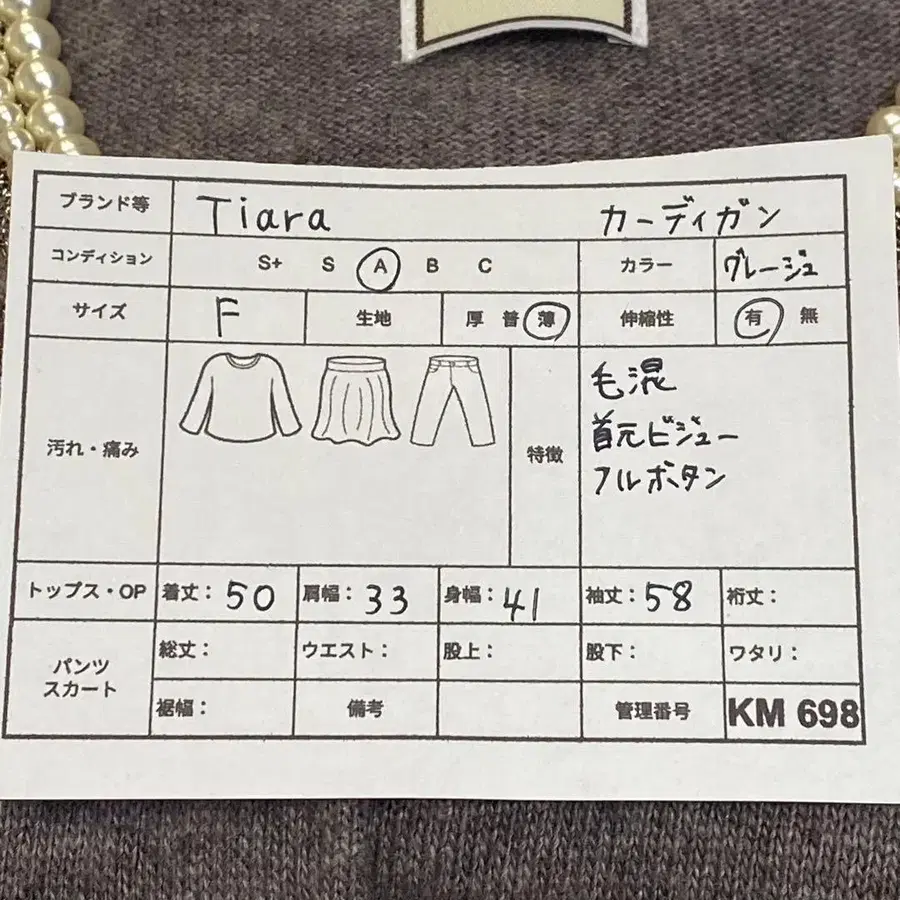 ブランド等 Tiara カーディガン
コンディション S+ S A B C カラー グレージュ
サイズ F 生地 厚 普 薄 伸縮性 有 無
汚れ・痛み 特徴 毛混
首元ビジュー
フルボタン
トップス・OP 着丈：50 肩幅：33 身幅：41 袖丈：58 裄丈：
パンツ
スカート
総丈： ウエスト： 股上： 股下： ワタリ：
裾幅： 備考 管理番号 KM 698